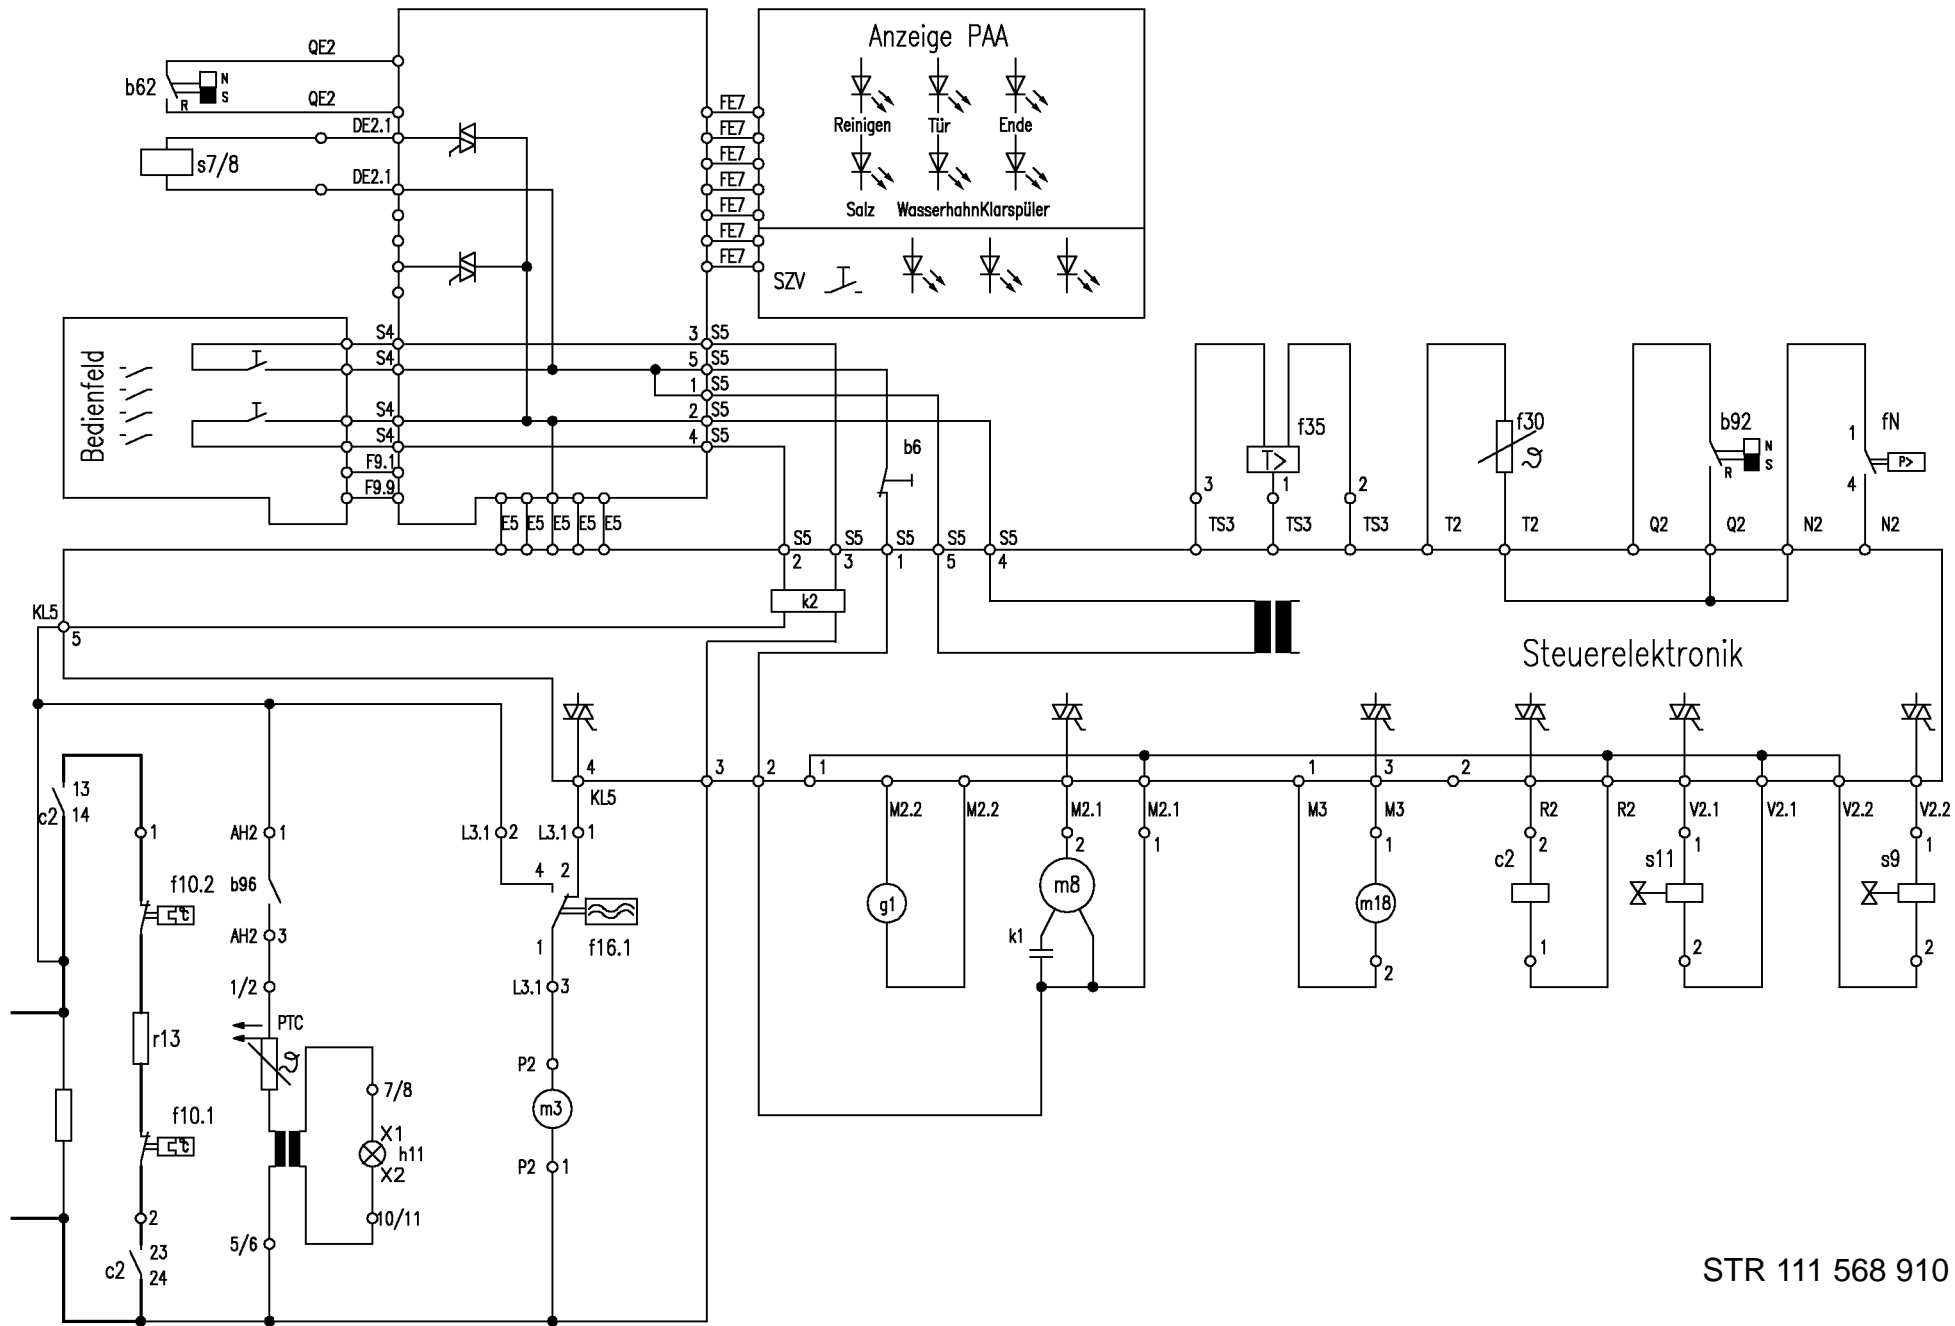 QE2
b62
N
S
R
QE2
DE2.1
s7/8
DE2.1
Anzeige PAA
FE7
FE7
FE7
FE7
FE7
FE7
FE7
Reinigen Tür Ende
Salz Wasserhahn Klarspüler
SZV
Bedienfeld
S4
S4
S4
S4
F9.1
F9.9
3 S5
5 S5
1 S5
2 S5
4 S5
E5 E5 E5 E5 E5
b6
S5 S5 S5 S5 S5
2 3 1 5 4
k2
f35
T>
3 1 2
TS3 TS3 TS3
f30
T2 T2
b92
N
S
R
Q2 Q2
fN
1
P>
4
N2 N2
KL5
5
Steuerelektronik
4
KL5
3 2 1
1 3 2
M2.2 M2.2 M2.1 M2.1 M3 M3 R2 R2 V2.1 V2.1 V2.2 V2.2
13
c2 14
1
AH2 1
L3.1 2 L3.1 1
4 2
2 1 1 2 1 1
f10.2
°C
b96
g1
m8
m18
c2
s11
s9
AH2 3
1
f16.1
k1
2 1 2 2
1/2
L3.1 3
PTC
r13
P2
7/8
m3
f10.1
°C
X1
h11
X2
P2 1
2
10/11
5/6
23
c2 24
STR 111 568 910